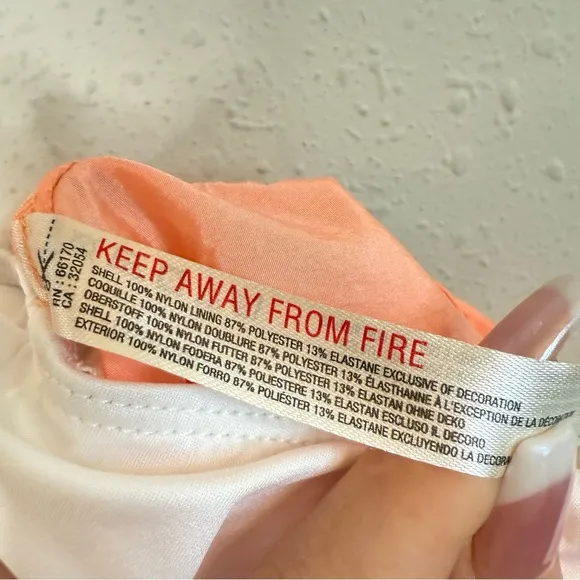 RN : 66170
CA : 32054
KEEP AWAY FROM FIRE
SHELL 100% NYLON LINING 87% POLYESTER 13% ELASTANE EXCLUSIVE OF DECORATION
COQUILLE 100% NYLON DOUBLURE 87% POLYESTER 13% ÉLASTHANNE À L'EXCEPTION DE LA DÉCORATION
OBERSTOFF 100% NYLON FUTTER 87% POLYESTER 13% ELASTAN OHNE DEKO
SHELL 100% NYLON FODERA 87% POLIESTERE 13% ELASTAN ESCLUSO IL DECORO
EXTERIOR 100% NYLON FORRO 87% POLIÉSTER 13% ELASTAN EXCLUYENDO LA DECORA